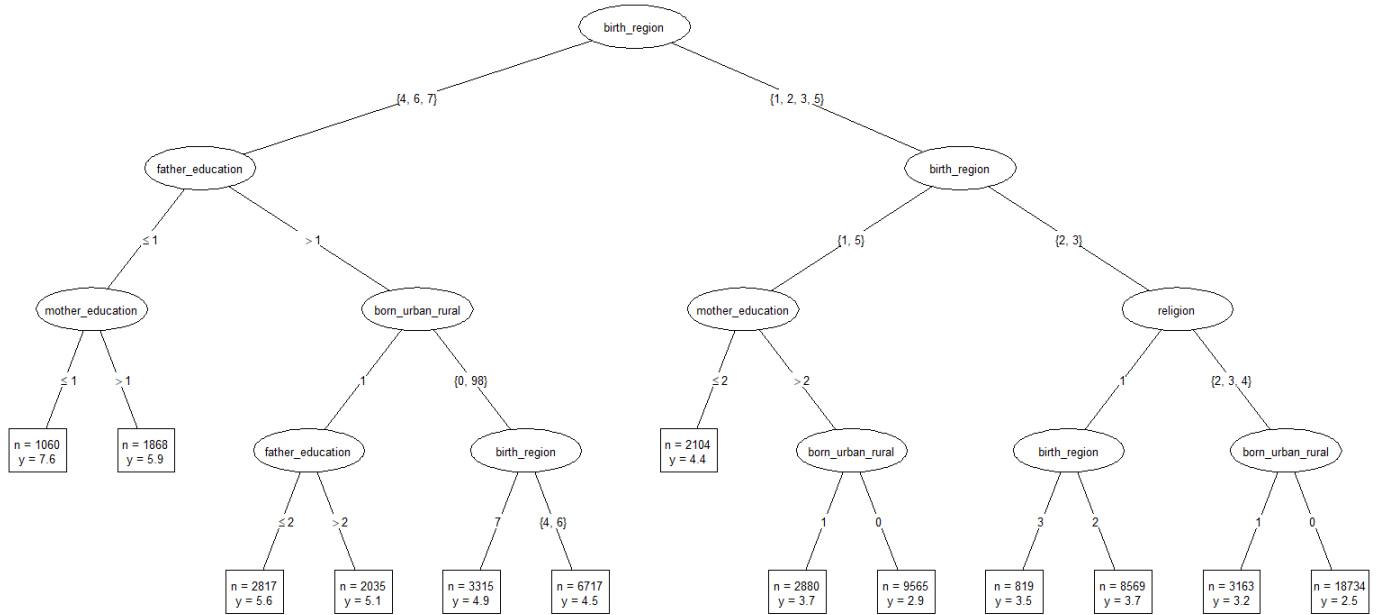 birth_region
{4, 6, 7}
{1, 2, 3, 5}
father_education
birth_region
≤ 1
> 1
{1, 5}
{2, 3}
mother_education
born_urban_rural
mother_education
religion
≤ 1
> 1
1
{0, 98}
≤ 2
> 2
1
{2, 3, 4}
n = 1060
y = 7.6
n = 1868
y = 5.9
father_education
birth_region
n = 2104
y = 4.4
born_urban_rural
birth_region
born_urban_rural
≤ 2
> 2
7
{4, 6}
1
0
3
2
1
0
n = 2817
y = 5.6
n = 2035
y = 5.1
n = 3315
y = 4.9
n = 6717
y = 4.5
n = 2880
y = 3.7
n = 9565
y = 2.9
n = 819
y = 3.5
n = 8569
y = 3.7
n = 3163
y = 3.2
n = 18734
y = 2.5